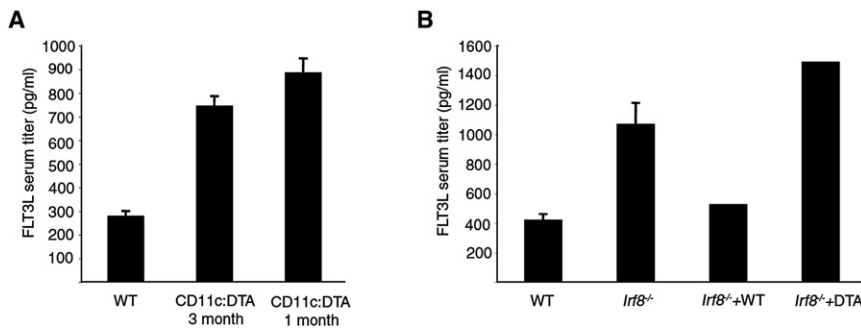 A
FLT3L serum titer (pg/ml)
1000
900
800
700
600
500
400
300
200
100
WT
CD11c:DTA
3 month
CD11c:DTA
1 month
B
FLT3L serum titer (pg/ml)
1600
1400
1200
1000
800
600
400
200
WT
Irf8-/-
Irf8-/-+WT
Irf8-/-+DTA